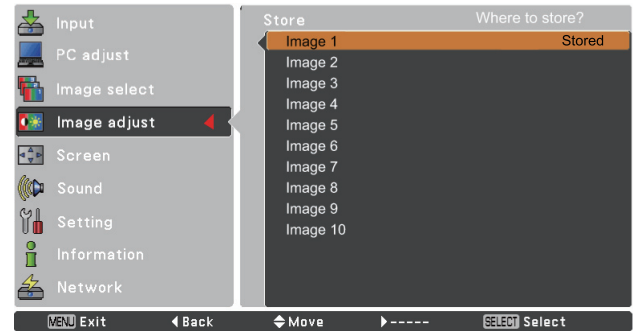 Input
PC adjust
Image select
Image adjust
Screen
Sound
Setting
Information
Network
Store Where to store?
Image 1 Stored
Image 2
Image 3
Image 4
Image 5
Image 6
Image 7
Image 8
Image 9
Image 10
MENU Exit Back Move ----- SELECT Select